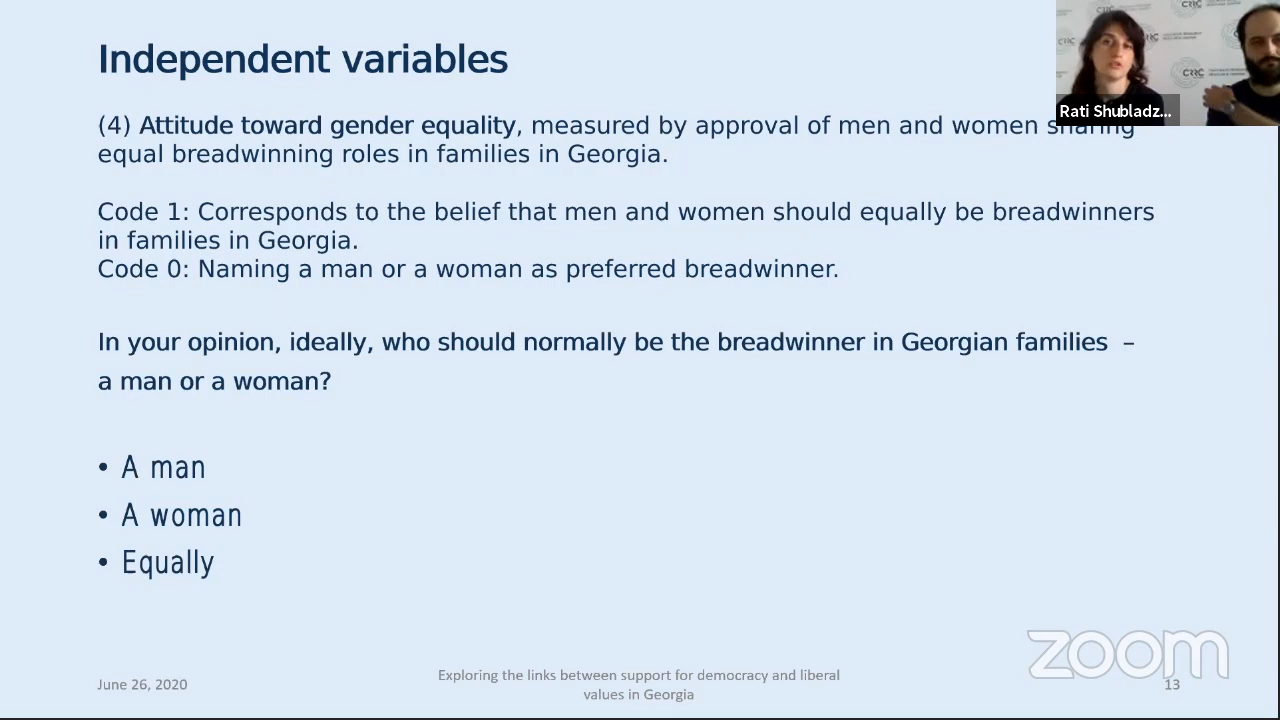 Independent variables
(4) Attitude toward gender equality, measured by approval of men and women sharing
equal breadwinning roles in families in Georgia.
Code 1: Corresponds to the belief that men and women should equally be breadwinners
in families in Georgia.
Code 0: Naming a man or a woman as preferred breadwinner.
In your opinion, ideally, who should normally be the breadwinner in Georgian families –
a man or a woman?
• A man
• A woman
• Equally
CRRC
Rati Shubladz...
zoom
June 26, 2020
Exploring the links between support for democracy and liberal
values in Georgia
13